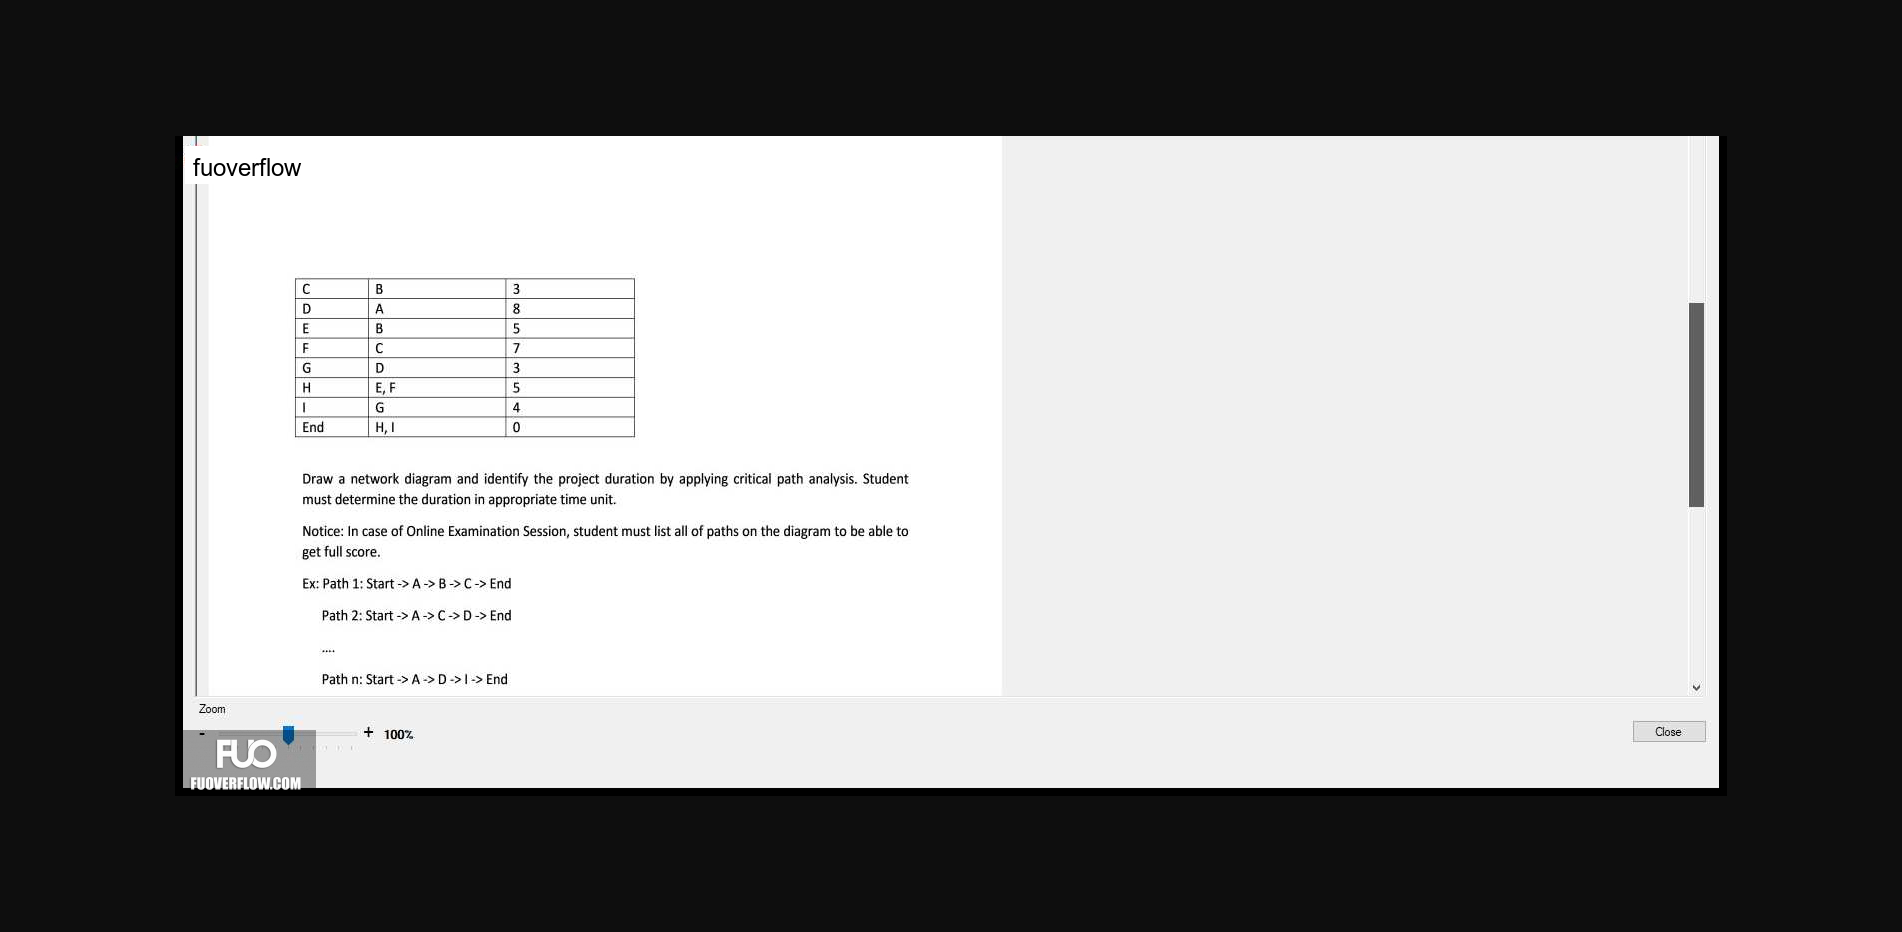 fuoverflow
C B 3
D A 8
E B 5
F C 7
G D 3
H E, F 5
I G 4
End H, I 0
Draw a network diagram and identify the project duration by applying critical path analysis. Student
must determine the duration in appropriate time unit.
Notice: In case of Online Examination Session, student must list all of paths on the diagram to be able to
get full score.
Ex: Path 1: Start -> A -> B -> C -> End
Path 2: Start -> A -> C -> D -> End
....
Path n: Start -> A -> D -> I -> End
Zoom
- + 100%
Close
FUO
FUOVERFLOW.COM